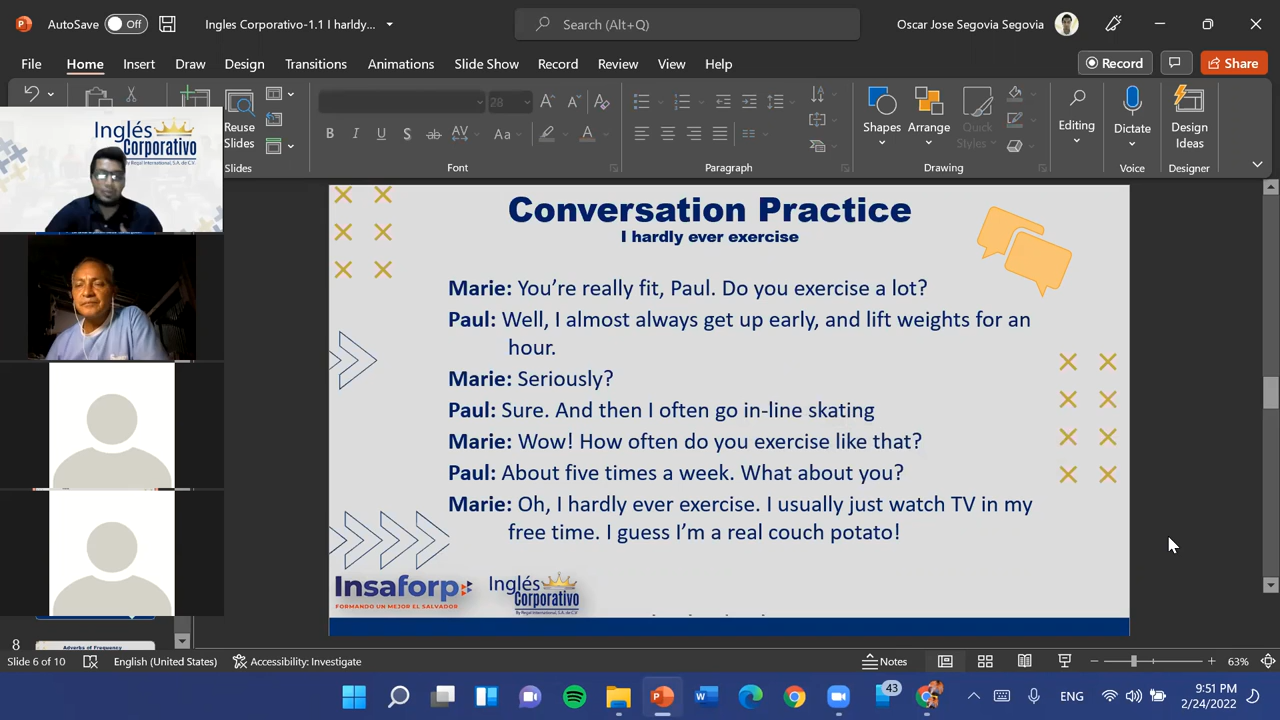 AutoSave Off Ingles Corporativo-1.1 I hardly... Search (Alt+Q) Oscar Jose Segovia Segovia
File Home Insert Draw Design Transitions Animations Slide Show Record Review View Help Record Share
28 A A A
Reuse Slides
B I U S ab AV Aa A
Shapes Arrange Quick Styles Editing Dictate Design Ideas
Slides Font Paragraph Drawing Voice Designer
Inglés Corporativo
By Regal International, S.A. de C.V.
Conversation Practice
I hardly ever exercise
Marie: You're really fit, Paul. Do you exercise a lot?
Paul: Well, I almost always get up early, and lift weights for an
hour.
Marie: Seriously?
Paul: Sure. And then I often go in-line skating
Marie: Wow! How often do you exercise like that?
Paul: About five times a week. What about you?
Marie: Oh, I hardly ever exercise. I usually just watch TV in my
free time. I guess I'm a real couch potato!
Insaforp
FORMANDO UN MEJOR EL SALVADOR
Inglés Corporativo
By Regal International, S.A. de C.V.
8 Adverbs of Frequency
Slide 6 of 10 English (United States) Accessibility: Investigate Notes 63%
43 ENG 9:51 PM
2/24/2022